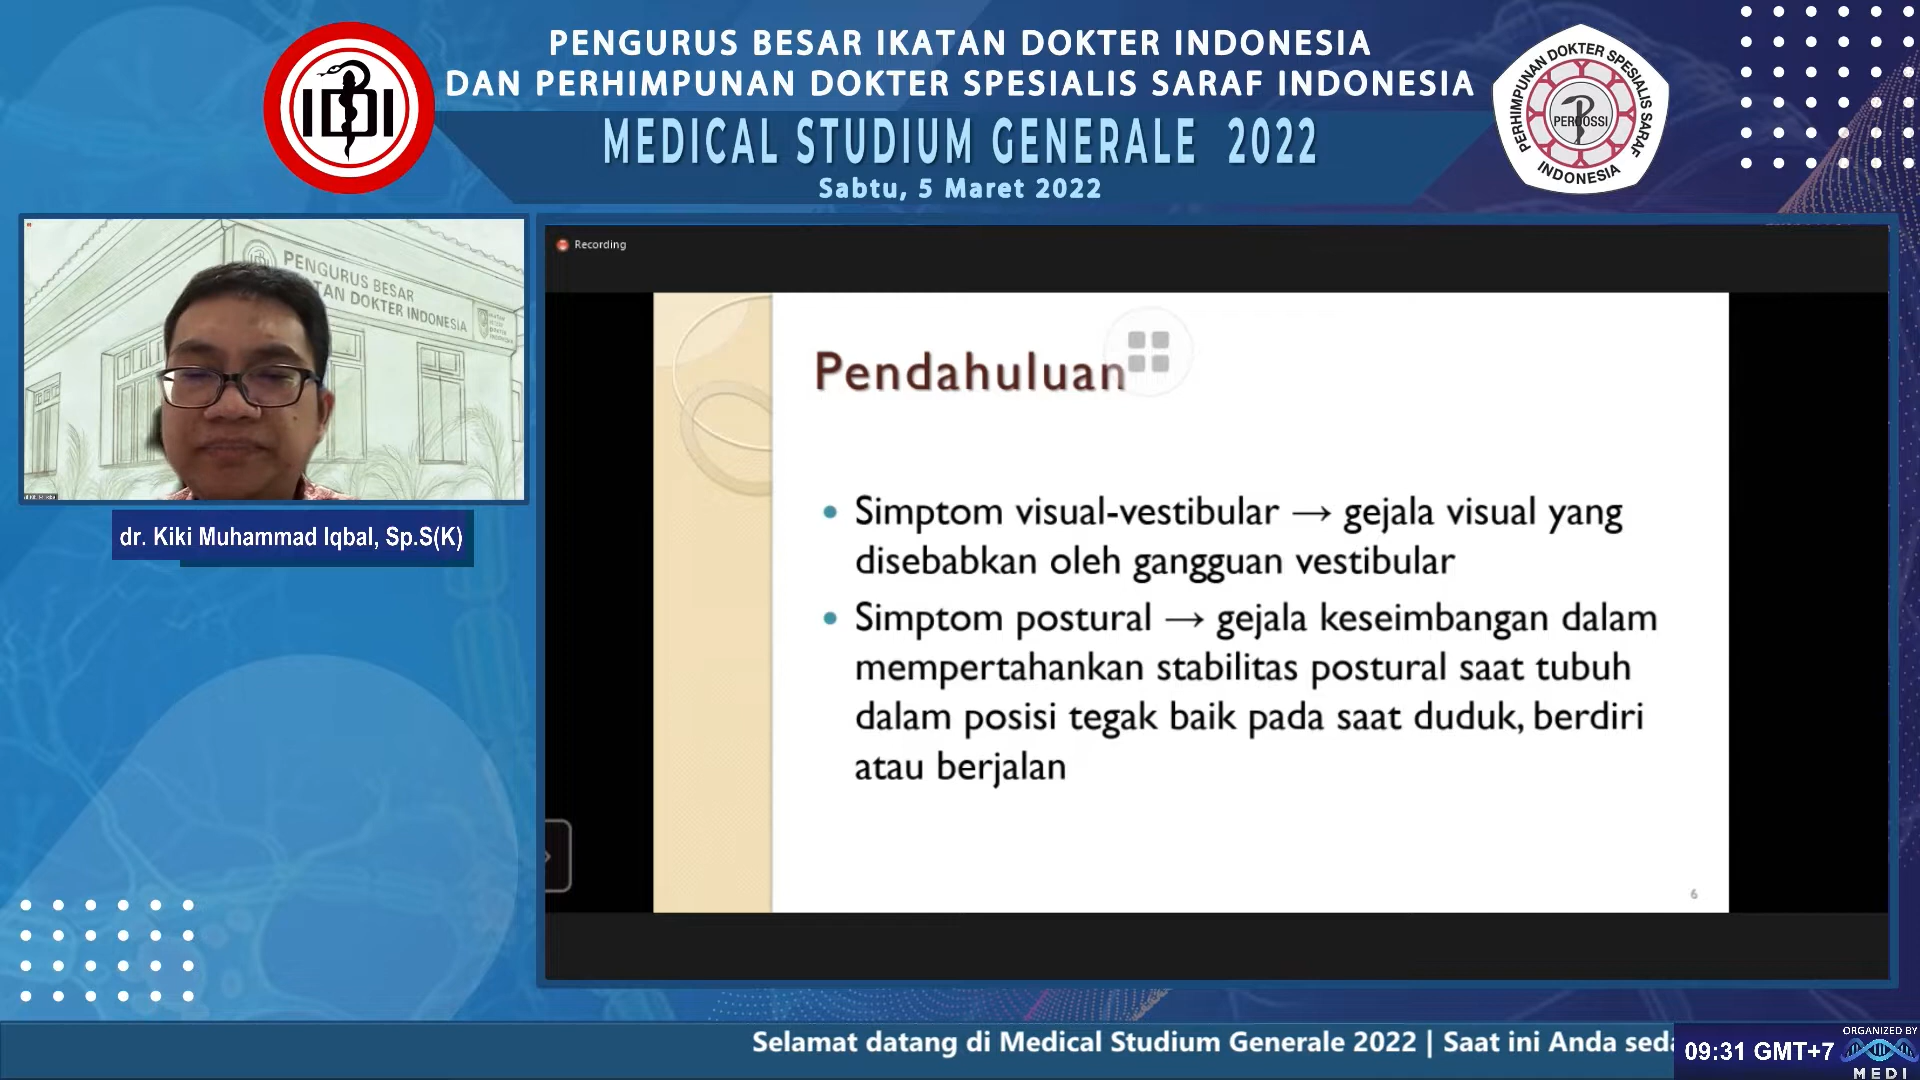 PENGURUS BESAR IKATAN DOKTER INDONESIA
DAN PERHIMPUNAN DOKTER SPESIALIS SARAF INDONESIA
MEDICAL STUDIUM GENERALE 2022
Sabtu, 5 Maret 2022
IDI
PERHIMPUNAN DOKTER SPESIALIS SARAF
PERDOSSI
INDONESIA
PENGURUS BESAR
TAN DOKTER INDONESIA
dr. Kiki Muhammad Iqbal, Sp.S(K)
Recording
Pendahuluan
• Simptom visual-vestibular → gejala visual yang
disebabkan oleh gangguan vestibular
• Simptom postural → gejala keseimbangan dalam
mempertahankan stabilitas postural saat tubuh
dalam posisi tegak baik pada saat duduk, berdiri
atau berjalan
6
Selamat datang di Medical Studium Generale 2022 | Saat ini Anda seda
09:31 GMT+7
ORGANIZED BY
MEDI